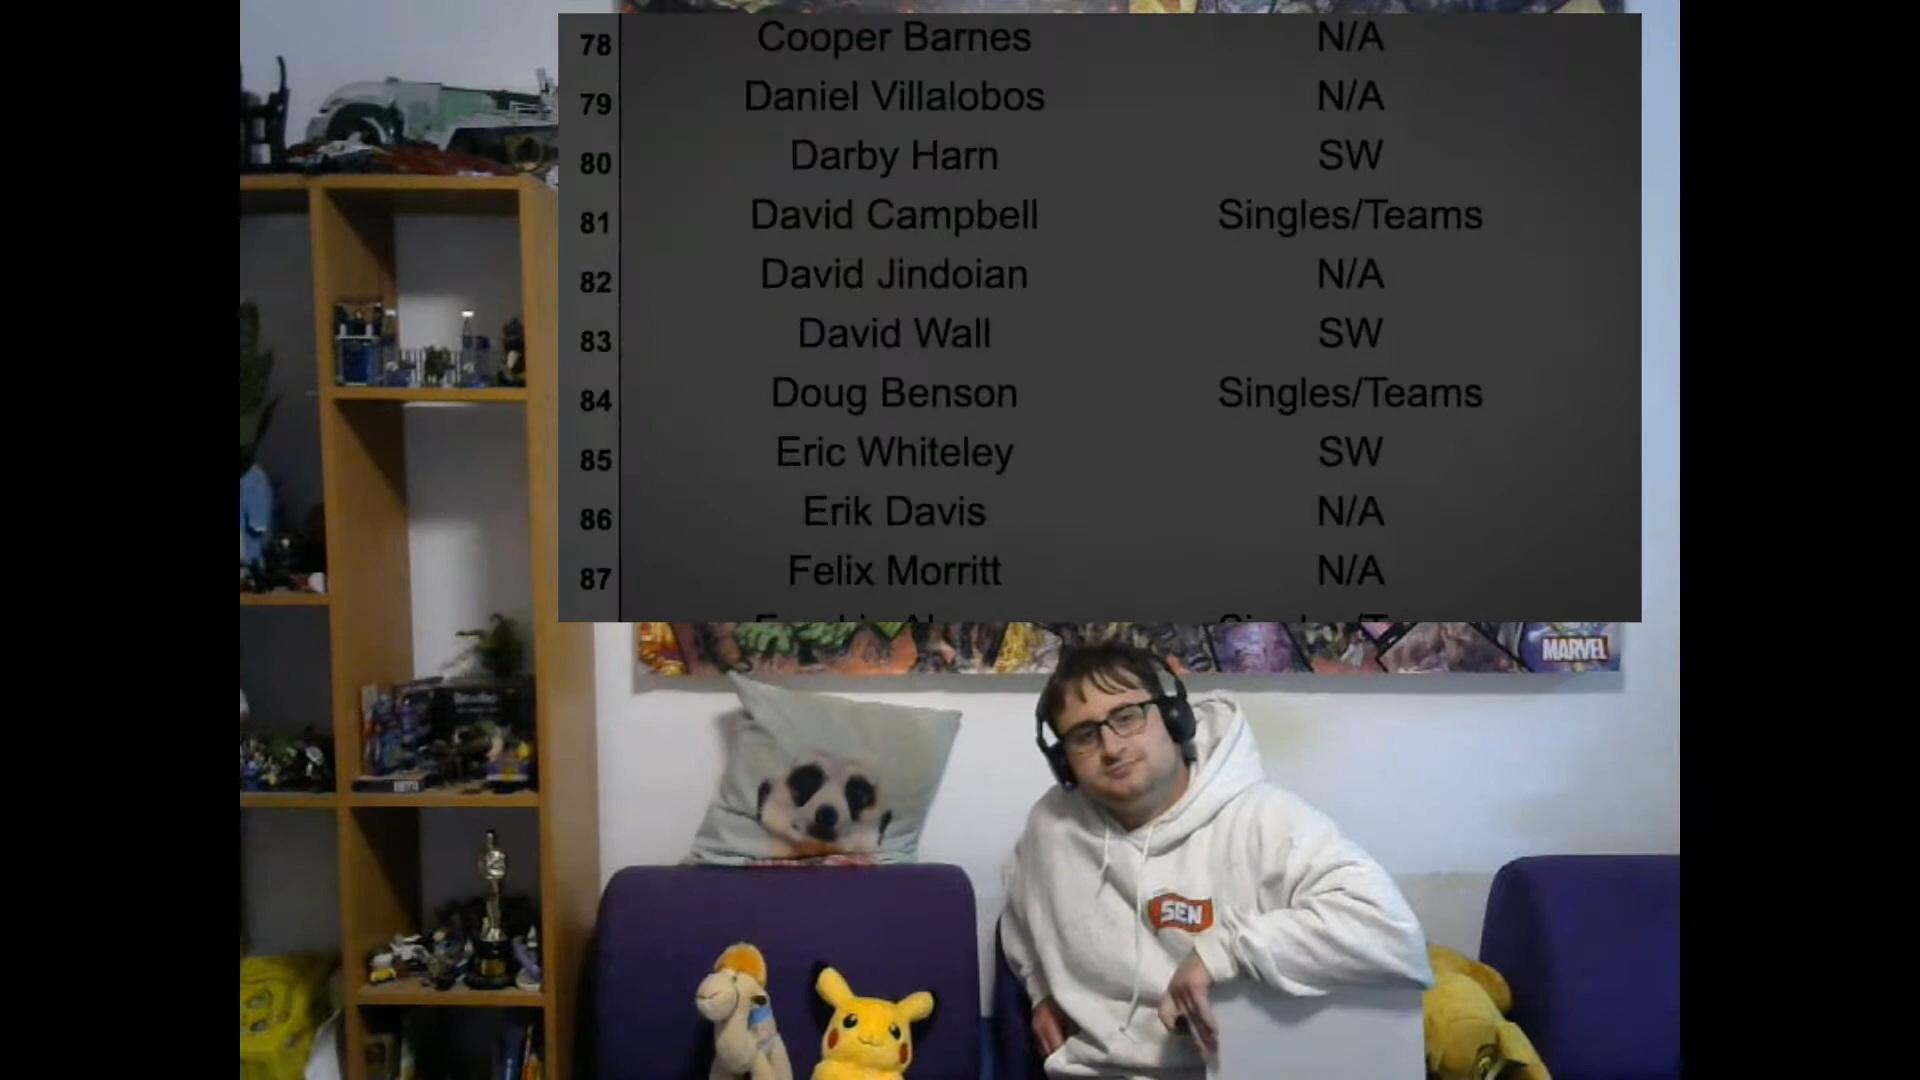 78 Cooper Barnes N/A
79 Daniel Villalobos N/A
80 Darby Harn SW
81 David Campbell Singles/Teams
82 David Jindoian N/A
83 David Wall SW
84 Doug Benson Singles/Teams
85 Eric Whiteley SW
86 Erik Davis N/A
87 Felix Morritt N/A
MARVEL
SEN